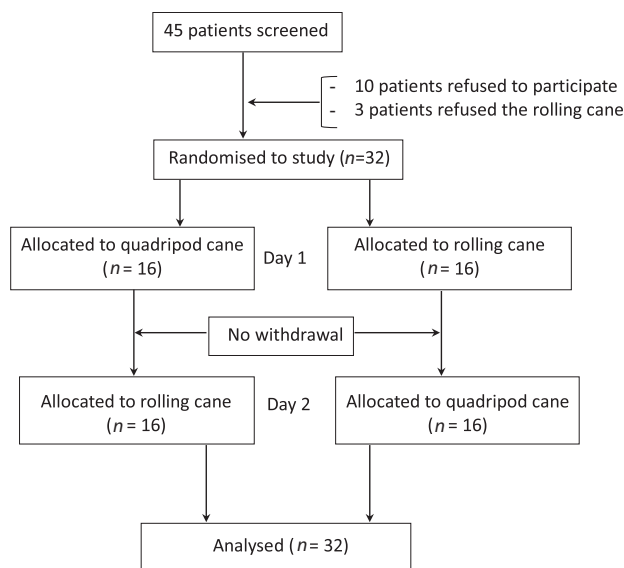 45 patients screened
- 10 patients refused to participate
- 3 patients refused the rolling cane
Randomised to study (n=32)
Allocated to quadripod cane
(n = 16)
Day 1
Allocated to rolling cane
(n = 16)
No withdrawal
Allocated to rolling cane
(n = 16)
Day 2
Allocated to quadripod cane
(n = 16)
Analysed (n = 32)